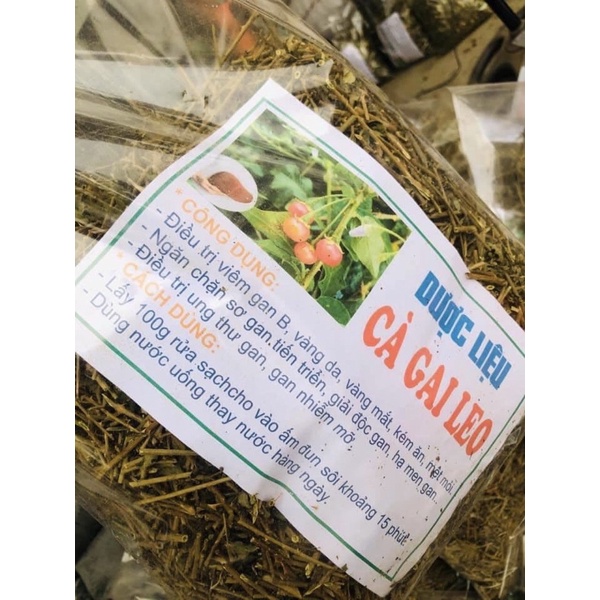 DƯỢC LIỆU
CÀ GAI LEO
* CÔNG DỤNG:
- Điều trị viêm gan B, vàng da, vàng mắt, kém ăn, mệt mỏi.
- Ngăn chặn sơ gan tiến triển, giải độc gan, hạ men gan...
- Điều trị ung thư gan, gan nhiễm mỡ
* CÁCH DÙNG:
- Lấy 100g rửa sạchcho vào ấm đun sôi khoảng 15 phút.
- Dùng nước uống thay nước hàng ngày.